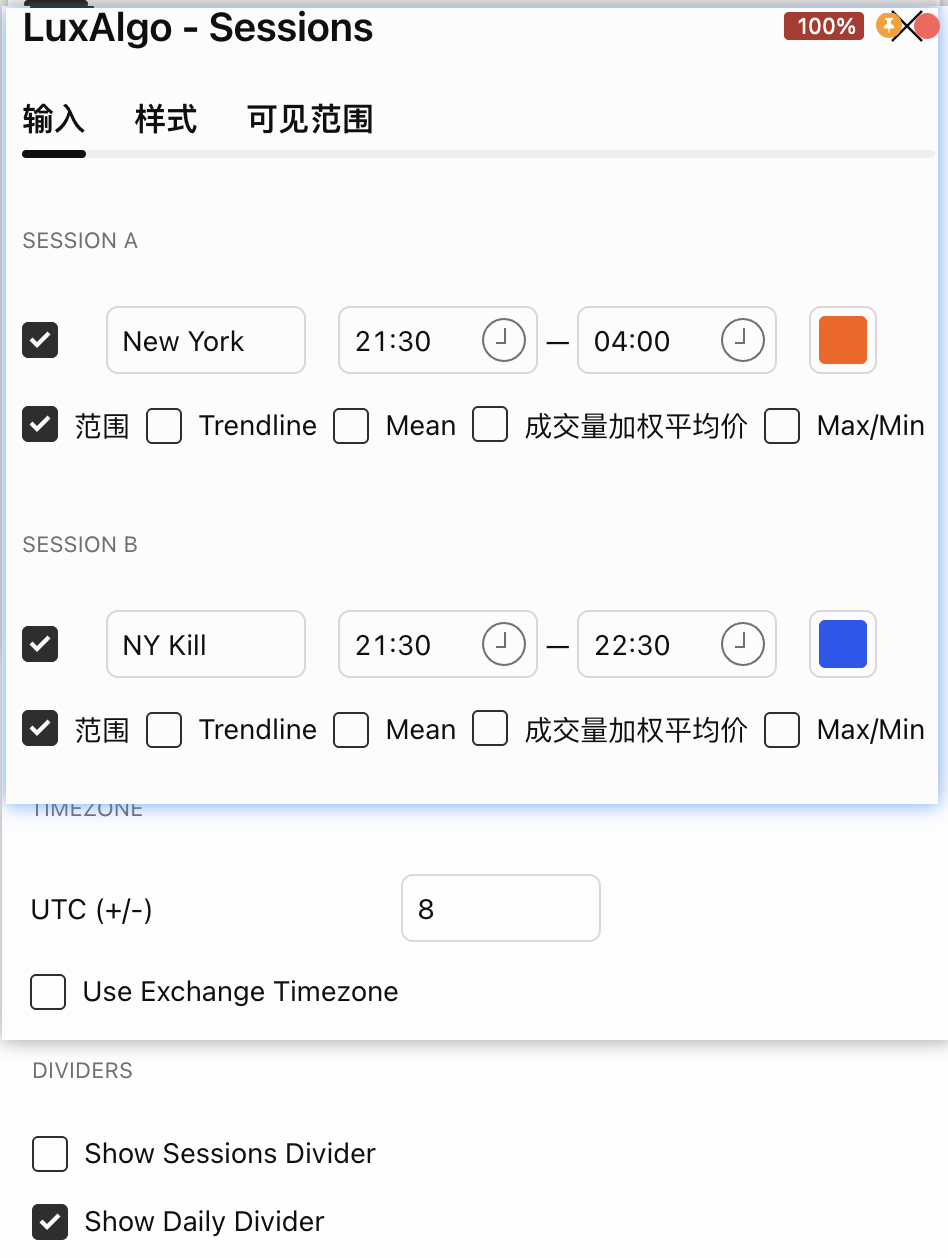 LuxAlgo - Sessions 100%
输入 样式 可见范围
SESSION A
New York 21:30 — 04:00
范围 Trendline Mean 成交量加权平均价 Max/Min
SESSION B
NY Kill 21:30 — 22:30
范围 Trendline Mean 成交量加权平均价 Max/Min
TIMEZONE
UTC (+/-) 8
Use Exchange Timezone
DIVIDERS
Show Sessions Divider
Show Daily Divider